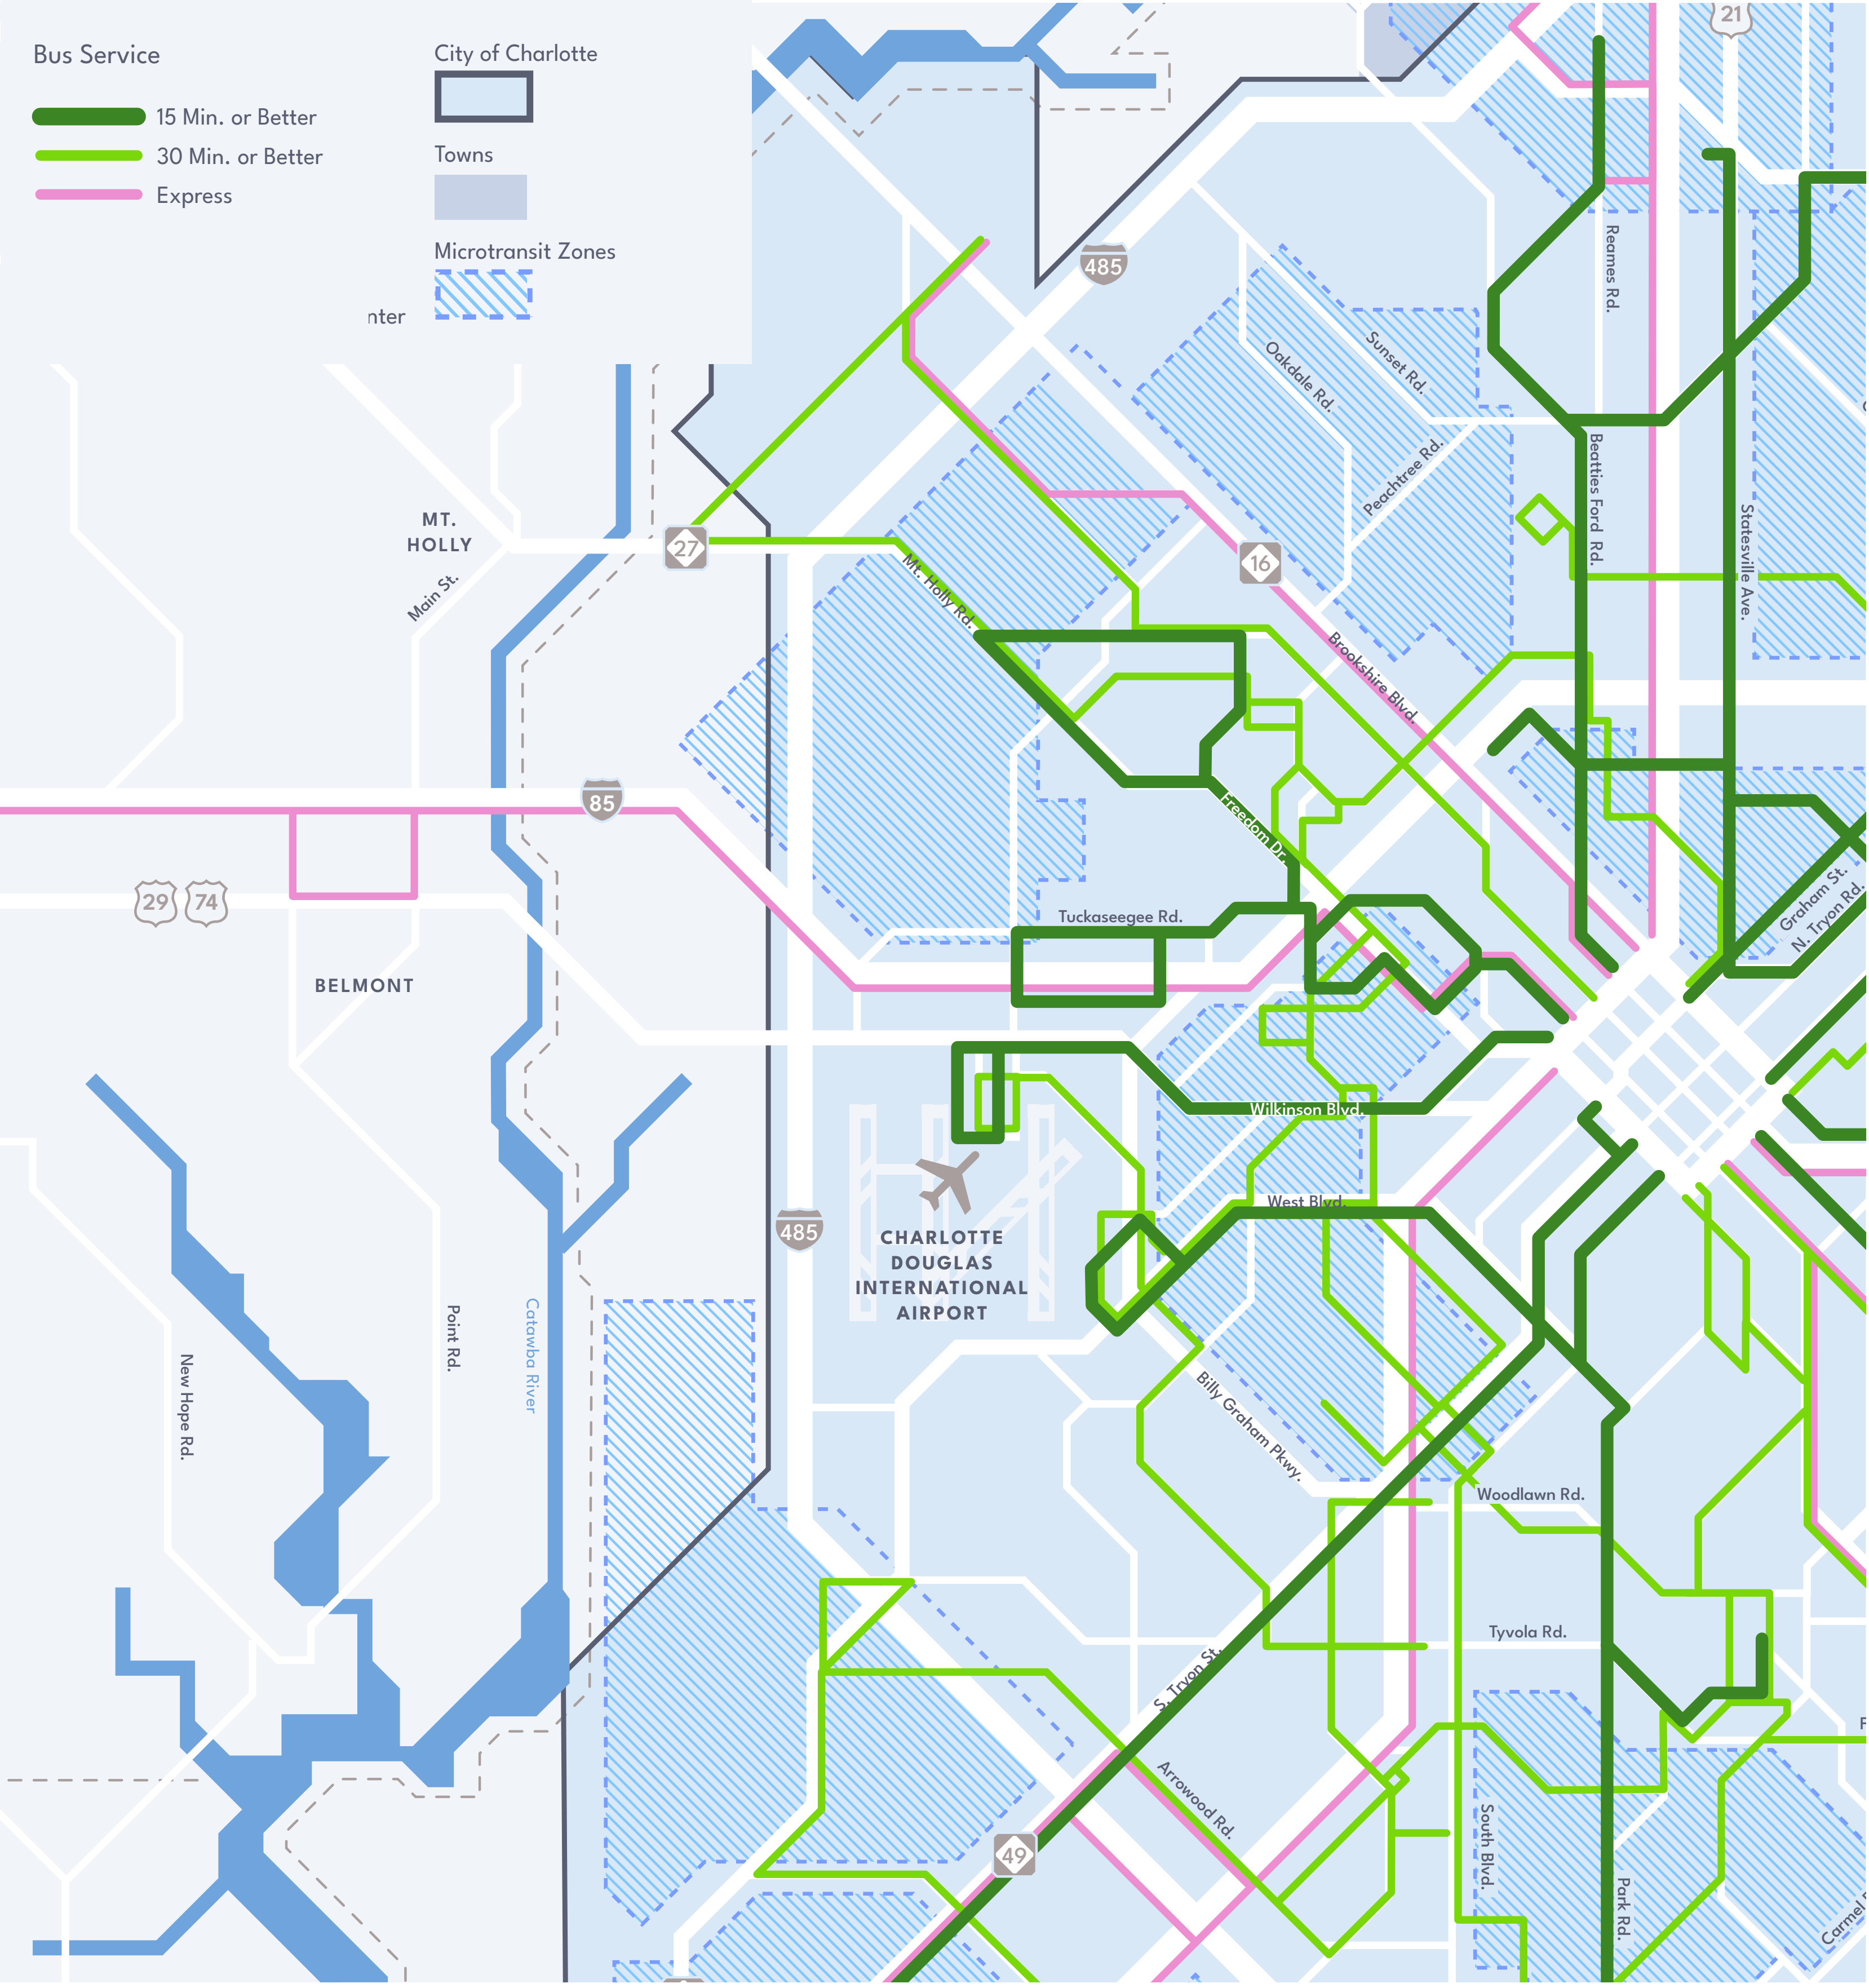 Bus Service
15 Min. or Better
30 Min. or Better
Express
City of Charlotte
Towns
Microtransit Zones
nter
21
485
Reames Rd.
Oakdale Rd.
Sunset Rd.
Peachtree Rd.
Beatties Ford Rd.
Statesville Ave.
MT.
HOLLY
27
16
Main St.
Mt. Holly Rd.
Brookshire Blvd.
85
Freedom Dr.
29
74
Tuckaseegee Rd.
Graham St.
N. Tryon Rd.
BELMONT
Wilkinson Blvd.
West Blvd.
485
CHARLOTTE
DOUGLAS
INTERNATIONAL
AIRPORT
Point Rd.
Catawba River
New Hope Rd.
Billy Graham Pkwy.
Woodlawn Rd.
Tyvola Rd.
S. Tryon St.
Arrowood Rd.
49
South Blvd.
Park Rd.
Carmel